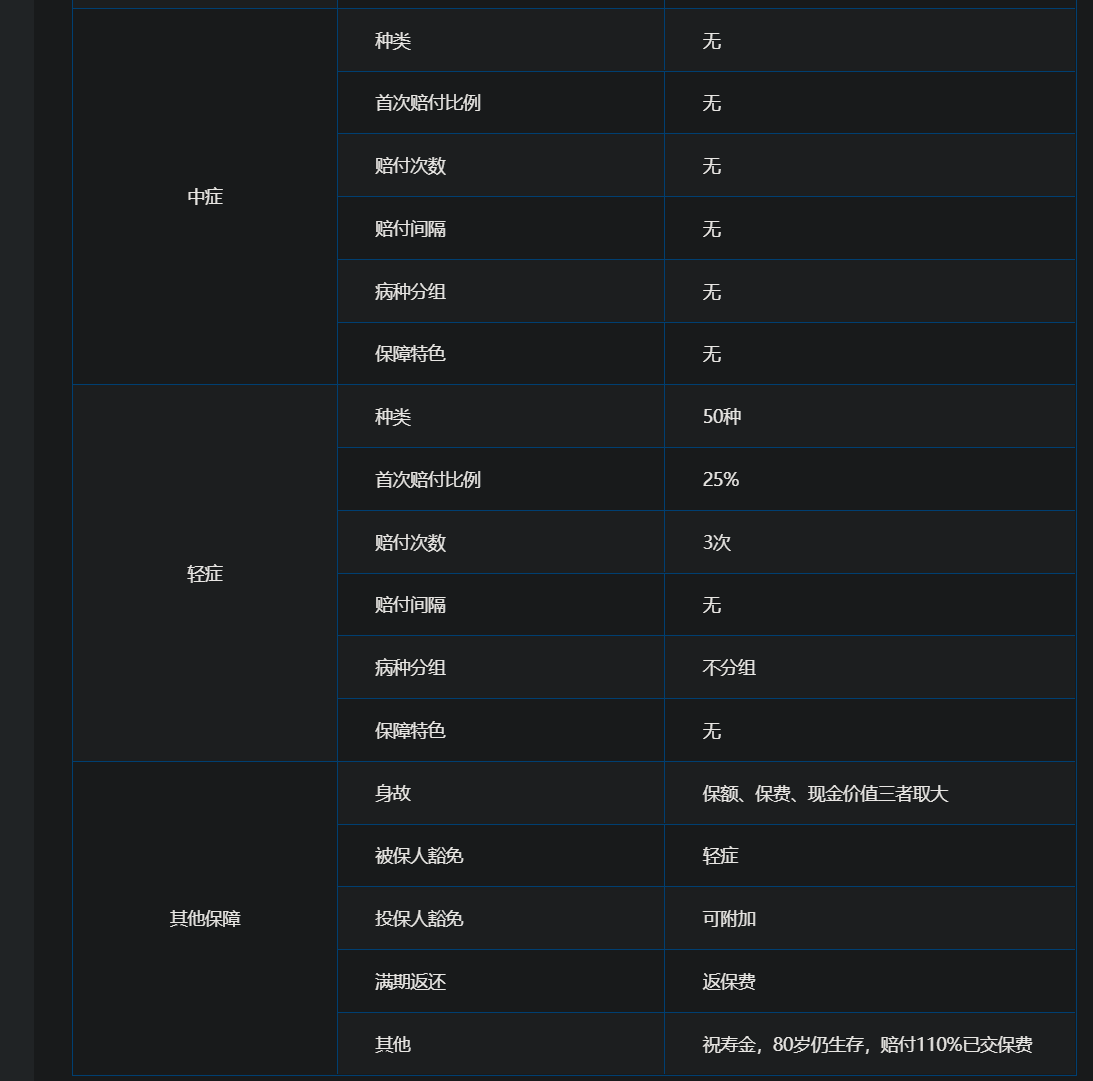 中症
种类 无
首次赔付比例 无
赔付次数 无
赔付间隔 无
病种分组 无
保障特色 无
轻症
种类 50种
首次赔付比例 25%
赔付次数 3次
赔付间隔 无
病种分组 不分组
保障特色 无
其他保障
身故 保额、保费、现金价值三者取大
被保人豁免 轻症
投保人豁免 可附加
满期返还 返保费
其他 祝寿金，80岁仍生存，赔付110%已交保费